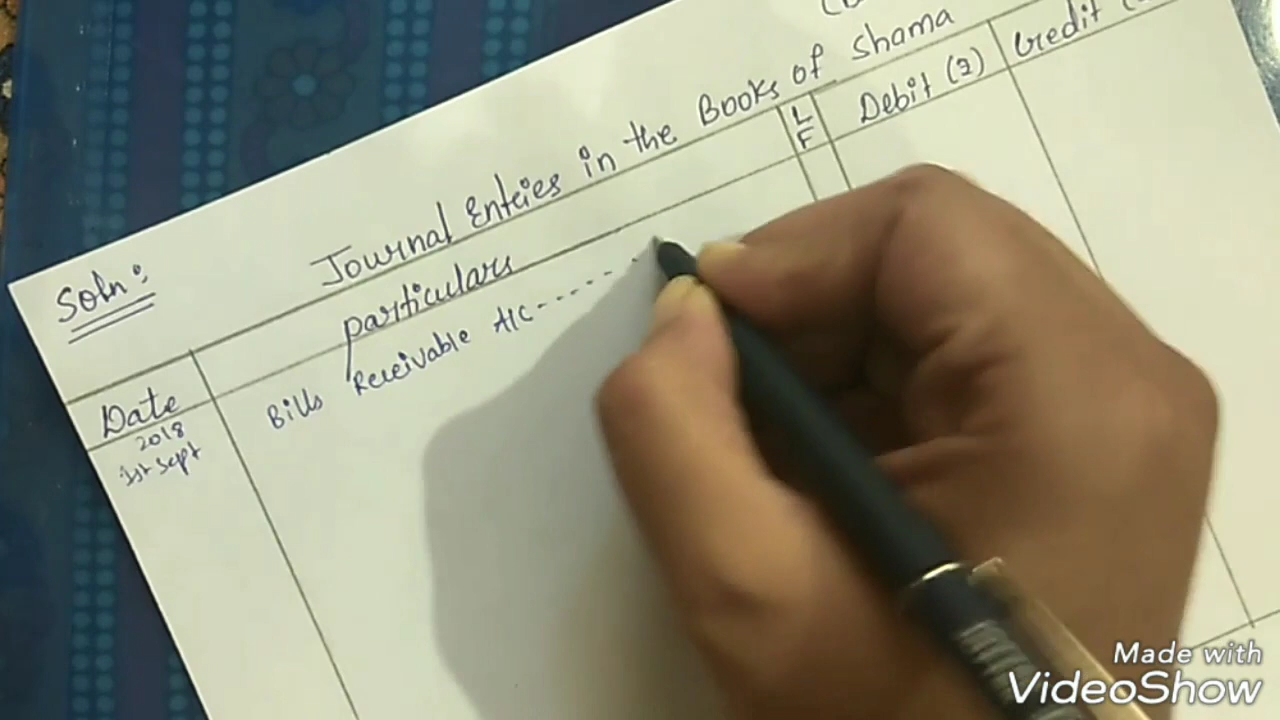 Soln:
Journal Entries in the Books of Shama
Date
particulars
L
F
Debit (₹)
Credit
2018
1st Sept
Bills Receivable A/C------
Made with
VideoShow